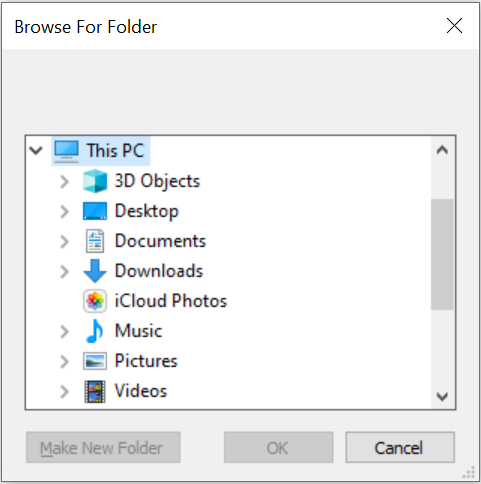 Browse For Folder
This PC
3D Objects
Desktop
Documents
Downloads
iCloud Photos
Music
Pictures
Videos
Make New Folder
OK
Cancel